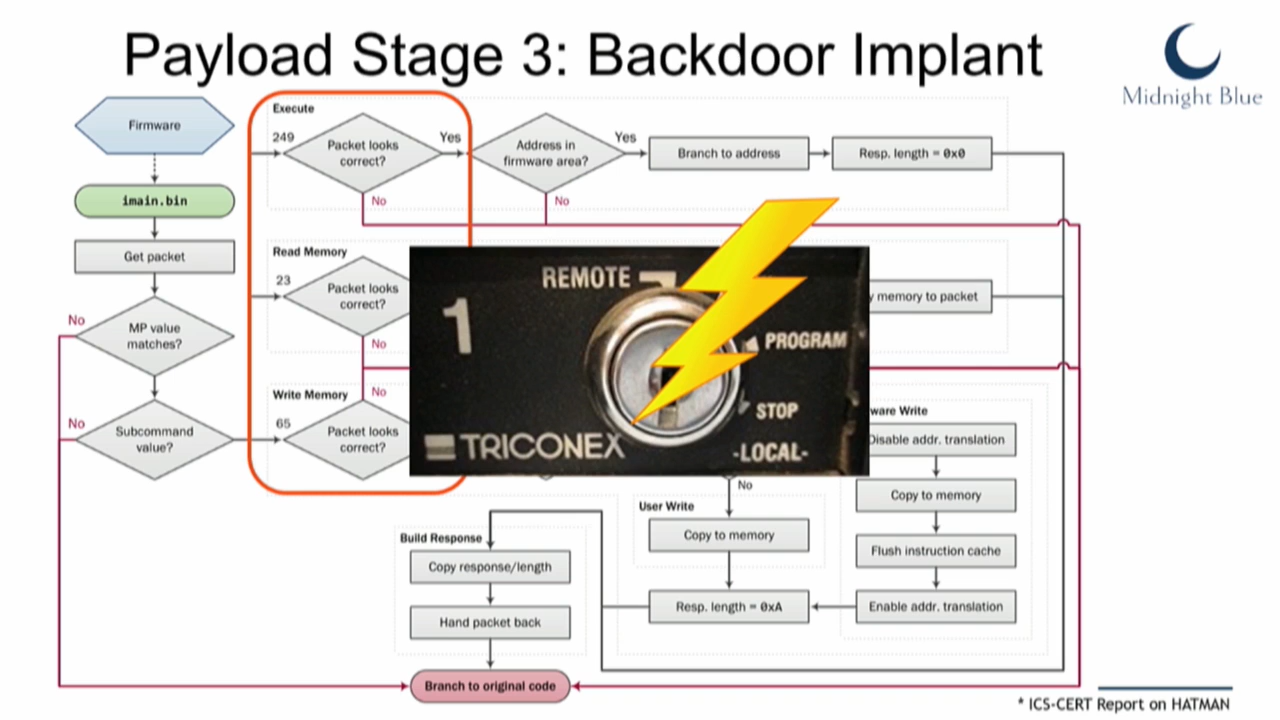 Payload Stage 3: Backdoor Implant
Midnight Blue
Firmware
imain.bin
Get packet
MP value
matches?
No
Subcommand
value?
No
Execute
249
Packet looks
correct?
Yes
No
Address in
firmware area?
Yes
No
Branch to address
Resp. length = 0x0
Read Memory
23
Packet looks
correct?
No
memory to packet
Write Memory
65
Packet looks
correct?
No
REMOTE
1
PROGRAM
STOP
TRICONEX
-LOCAL-
ware Write
Disable addr. translation
Copy to memory
Flush instruction cache
Enable addr. translation
No
User Write
Copy to memory
Resp. length = 0xA
Build Response
Copy response/length
Hand packet back
Branch to original code
* ICS-CERT Report on HATMAN